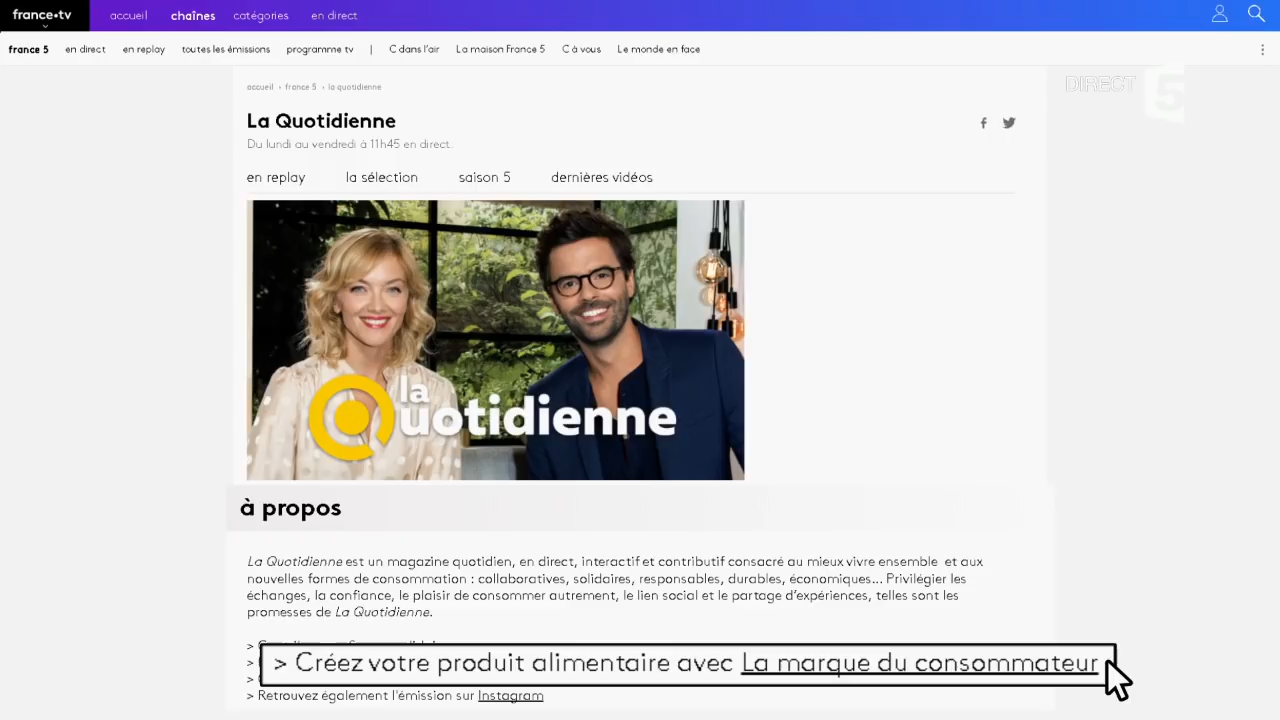 france•tv accueil chaînes catégories en direct
france 5 en direct en replay toutes les émissions programme tv | C dans l'air La maison France 5 C à vous Le monde en face
accueil › france 5 › la quotidienne
DIRECT 5
La Quotidienne
Du lundi au vendredi à 11h45 en direct.
en replay la sélection saison 5 dernières vidéos
la
Quotidienne
à propos
La Quotidienne est un magazine quotidien, en direct, interactif et contributif consacré au mieux vivre ensemble et aux
nouvelles formes de consommation : collaboratives, solidaires, responsables, durables, économiques... Privilégier les
échanges, la confiance, le plaisir de consommer autrement, le lien social et le partage d'expériences, telles sont les
promesses de La Quotidienne.
> Créez votre produit alimentaire avec La marque du consommateur
> Retrouvez également l'émission sur Instagram